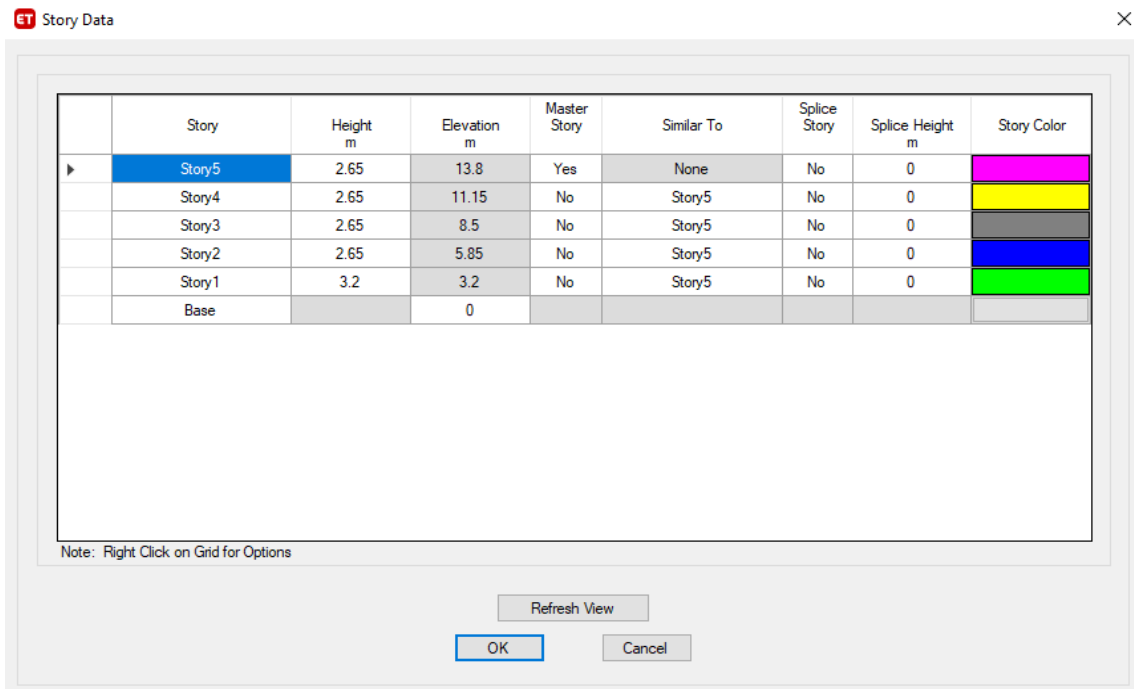 ET Story Data
Story Height m Elevation m Master Story Similar To Splice Story Splice Height m Story Color
Story5 2.65 13.8 Yes None No 0
Story4 2.65 11.15 No Story5 No 0
Story3 2.65 8.5 No Story5 No 0
Story2 2.65 5.85 No Story5 No 0
Story1 3.2 3.2 No Story5 No 0
Base 0
Note: Right Click on Grid for Options
Refresh View
OK Cancel